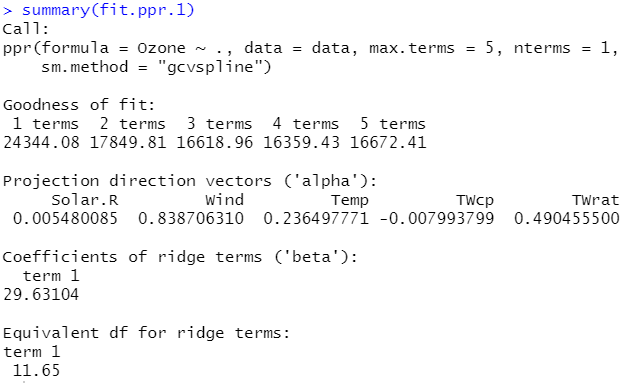 > summary(fit.ppr.1)
Call:
ppr(formula = Ozone ~ ., data = data, max.terms = 5, nterms = 1,
    sm.method = "gcvspline")

Goodness of fit:
 1 terms  2 terms  3 terms  4 terms  5 terms
24344.08 17849.81 16618.96 16359.43 16672.41

Projection direction vectors ('alpha'):
     Solar.R         Wind         Temp         TWcp        TWrat
 0.005480085  0.838706310  0.236497771 -0.007993799  0.490455500

Coefficients of ridge terms ('beta'):
  term 1
29.63104

Equivalent df for ridge terms:
term 1
 11.65